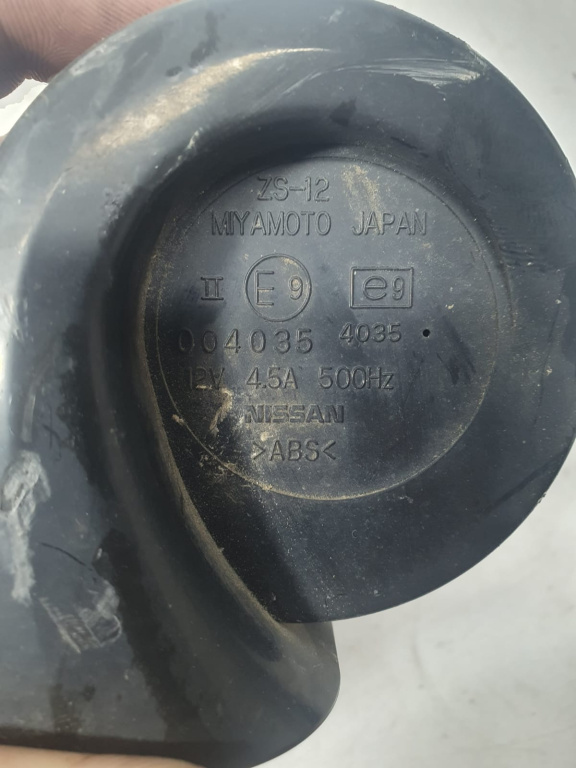 ZS-12
MIYAMOTO JAPAN
II E9 e9
004035 4035
12V 4.5A 500Hz
NISSAN
>ABS<